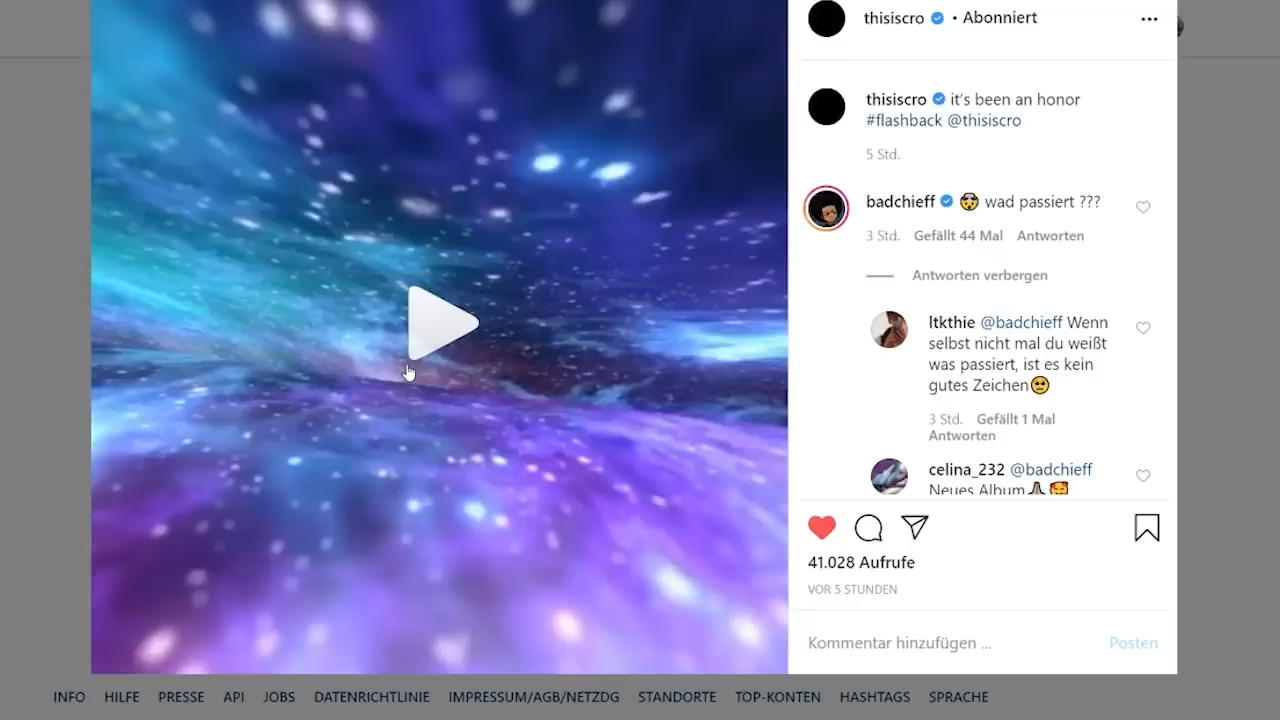 thisiscro • Abonniert
thisiscro it's been an honor
#flashback @thisiscro
5 Std.
badchieff 😵 wad passiert ???
3 Std. Gefällt 44 Mal Antworten
Antworten verbergen
ltkthie @badchieff Wenn
selbst nicht mal du weißt
was passiert, ist es kein
gutes Zeichen🥺
3 Std. Gefällt 1 Mal
Antworten
celina_232 @badchieff
Neues Album🙏🏽🥰
41.028 Aufrufe
VOR 5 STUNDEN
Kommentar hinzufügen ... Posten
INFO HILFE PRESSE API JOBS DATENRICHTLINIE IMPRESSUM/AGB/NETZDG STANDORTE TOP-KONTEN HASHTAGS SPRACHE